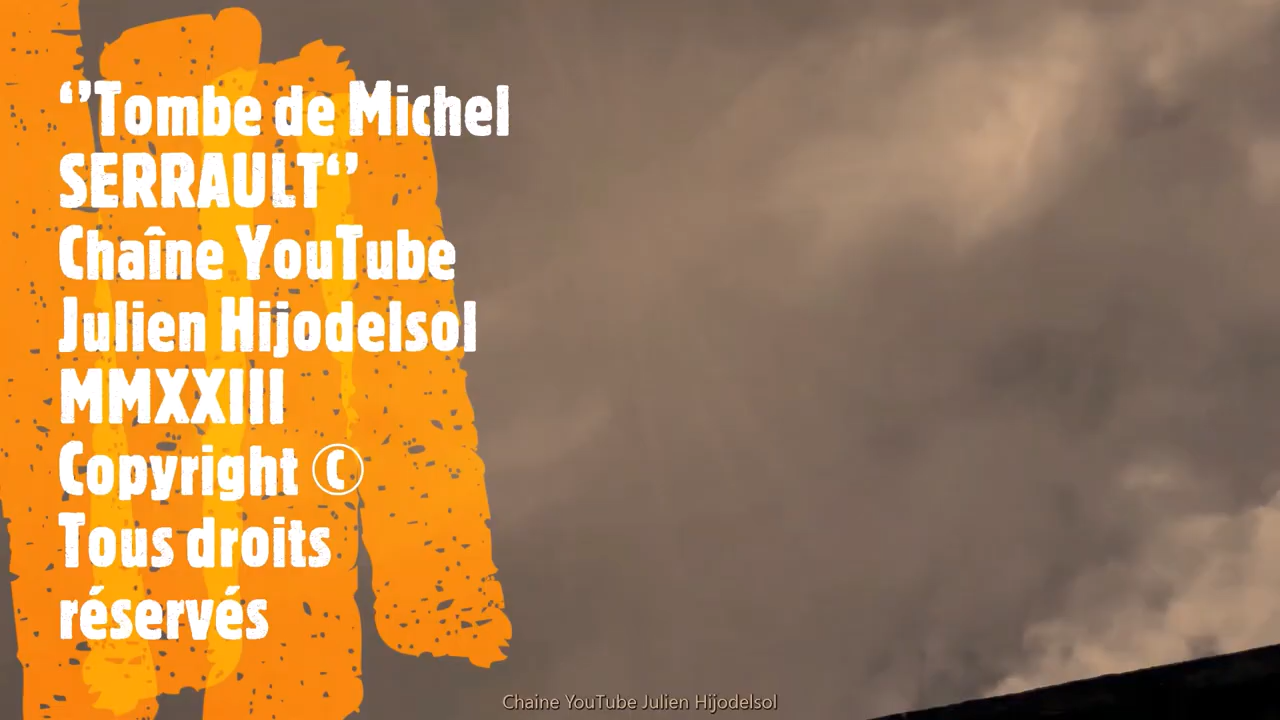 ‘’Tombe de Michel
SERRAULT‘’
Chaîne YouTube
Julien Hijodelsol
MMXXIII
Copyright ©
Tous droits
réservés
Chaine YouTube Julien Hijodelsol